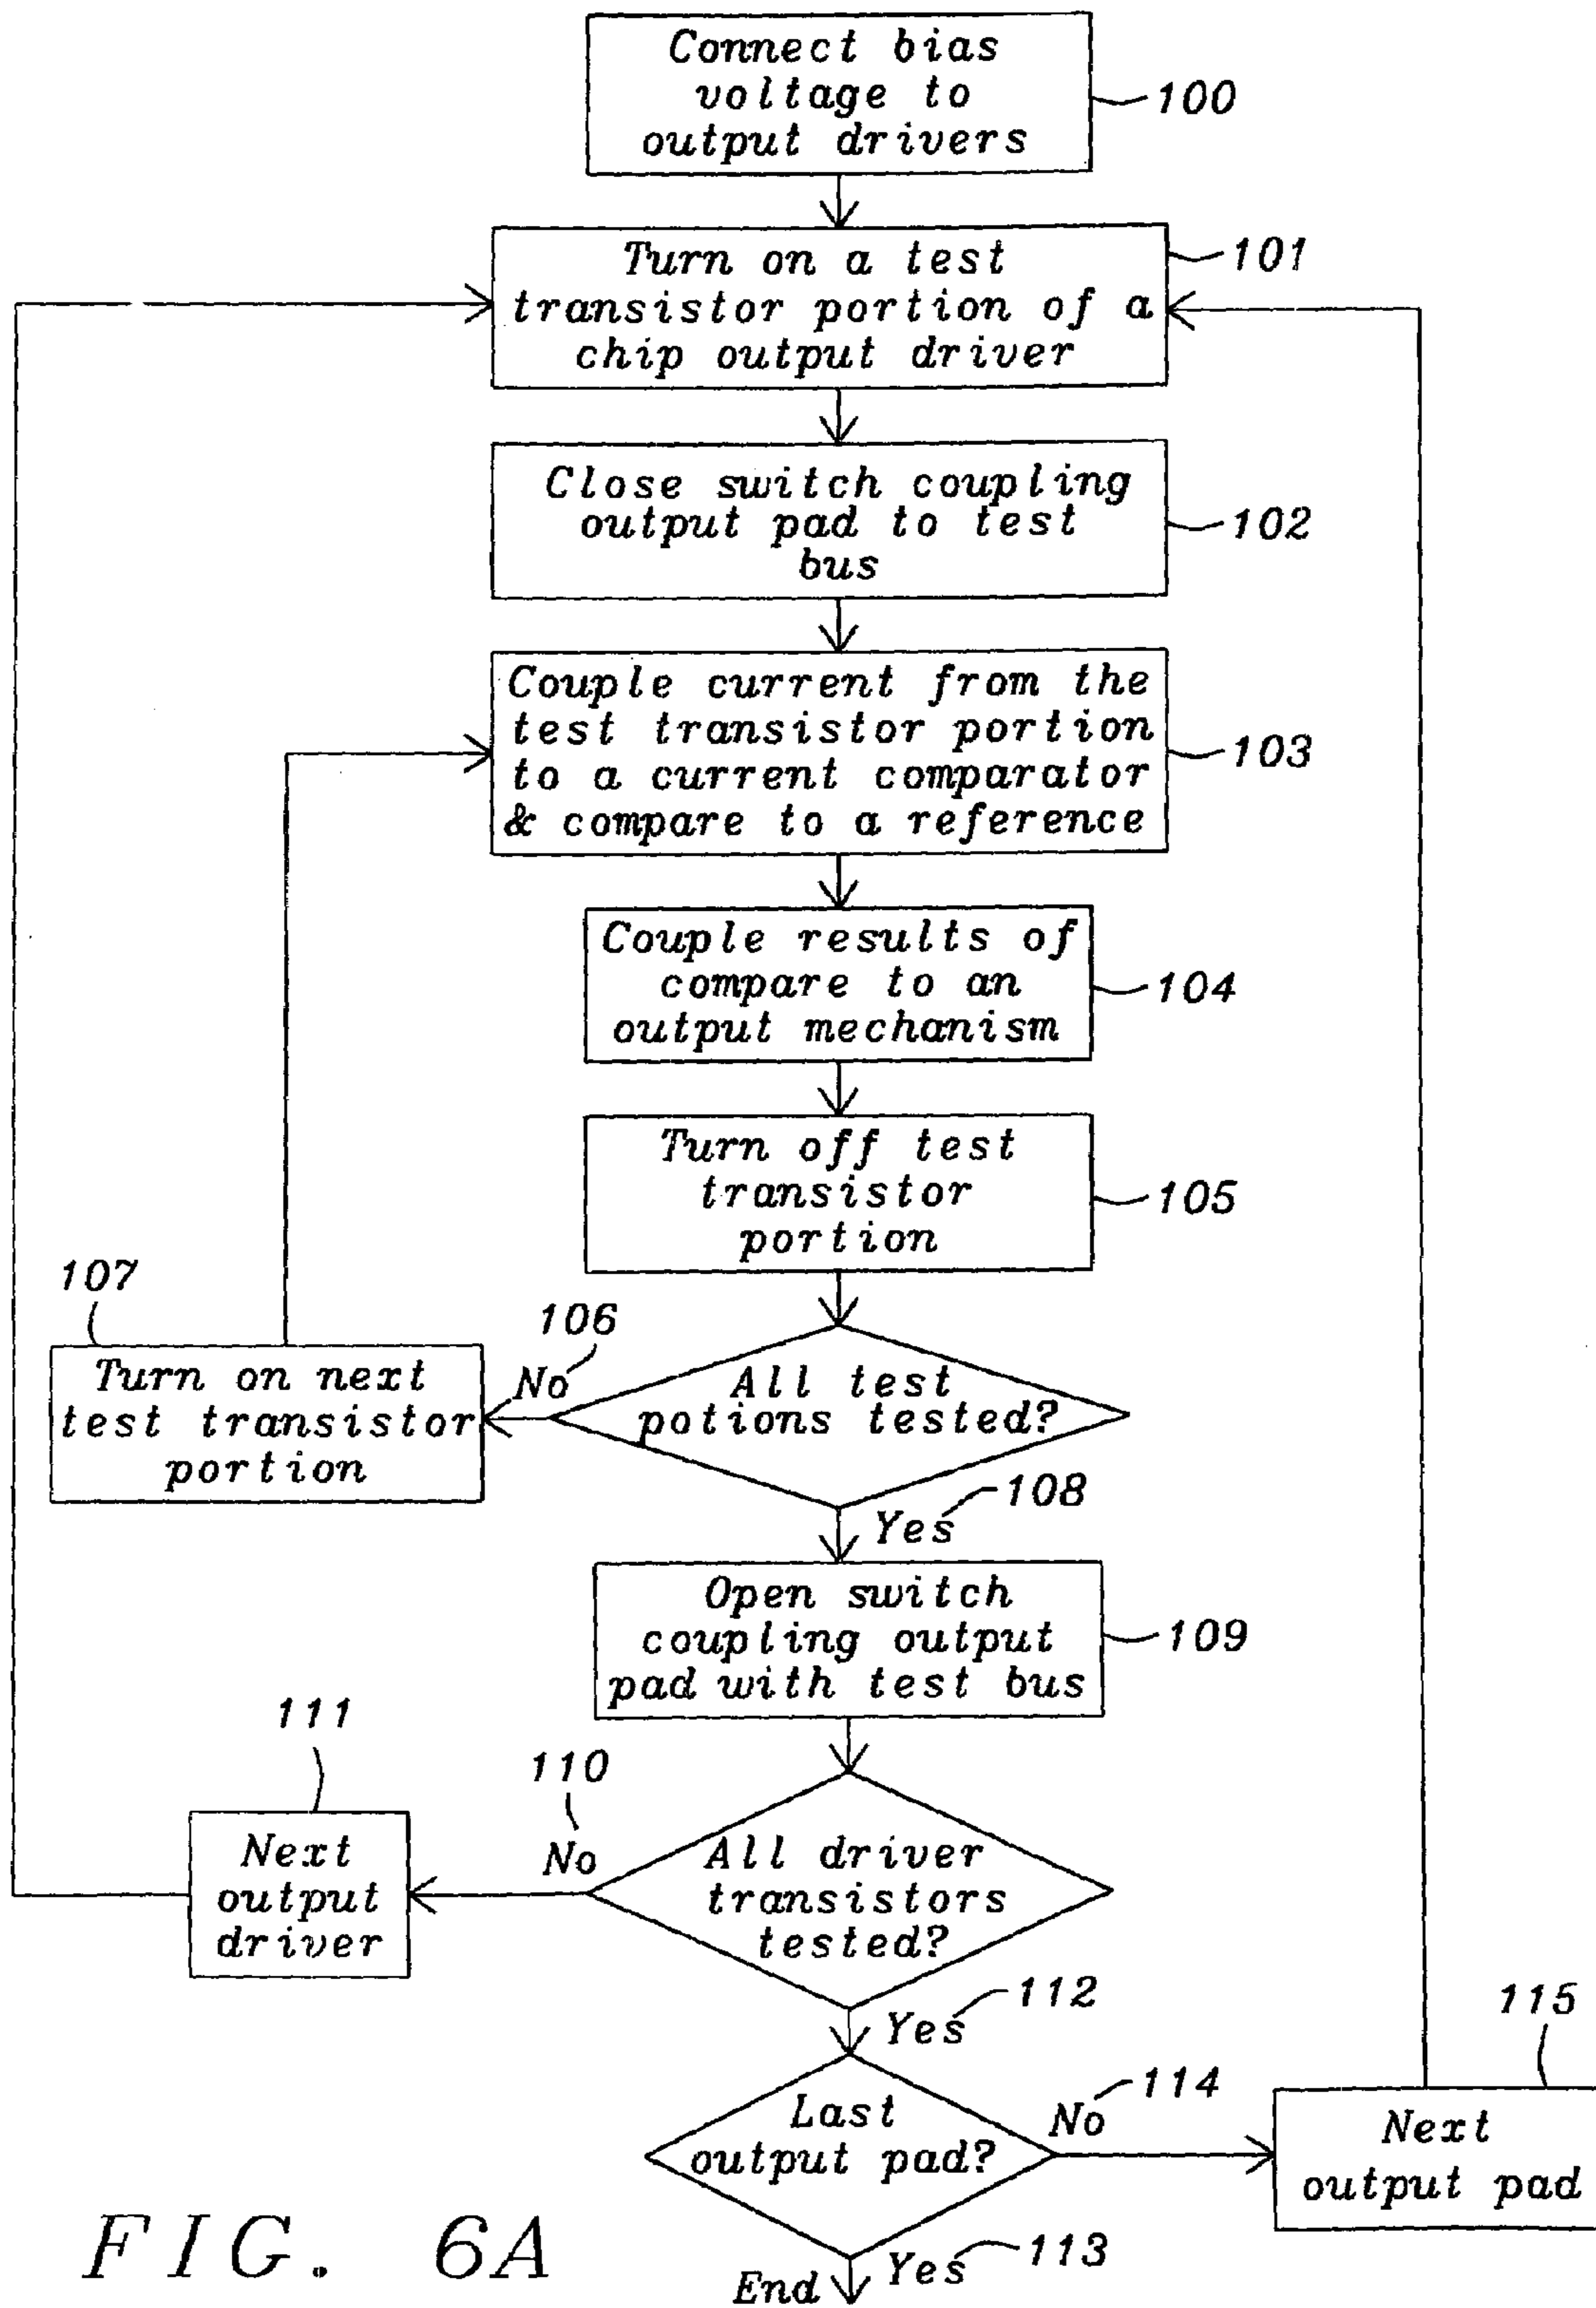 Connect bias
voltage to
output drivers
100
Turn on a test
transistor portion of a
chip output driver
101
Close switch coupling
output pad to test
bus
102
Couple current from the
test transistor portion
to a current comparator
& compare to a reference
103
Couple results of
compare to an
output mechanism
104
Turn off test
transistor
portion
105
107
Turn on next
test transistor
portion
106
No
All test
potions tested?
108
Yes
Open switch
coupling output
pad with test bus
109
111
Next
output
driver
110
No
All driver
transistors
tested?
112
Yes
Last
output pad?
114
No
115
Next
output pad
113
Yes
End
FIG. 6A